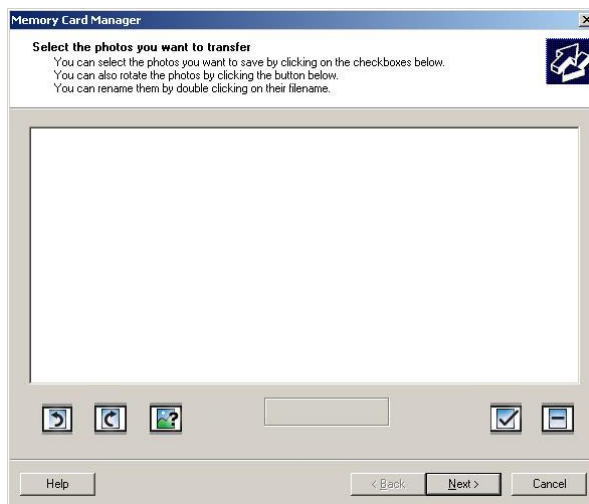 Memory Card Manager
Select the photos you want to transfer
You can select the photos you want to save by clicking on the checkboxes below.
You can also rotate the photos by clicking the button below.
You can rename them by double clicking on their filename.
Help
< Back
Next >
Cancel